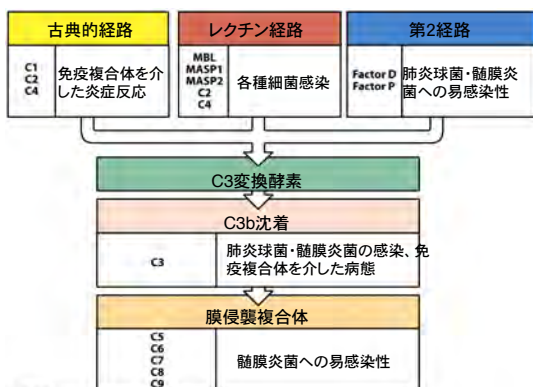 古典的経路
C1
C2
C4
免疫複合体を介
した炎症反応
レクチン経路
MBL
MASP1
MASP2
C2
C4
各種細菌感染
第2経路
Factor D
Factor P
肺炎球菌・髄膜炎
菌への易感染性
C3変換酵素
C3b沈着
C3
肺炎球菌・髄膜炎菌の感染、免
疫複合体を介した病態
膜侵襲複合体
C5
C6
C7
C8
C9
髄膜炎菌への易感染性